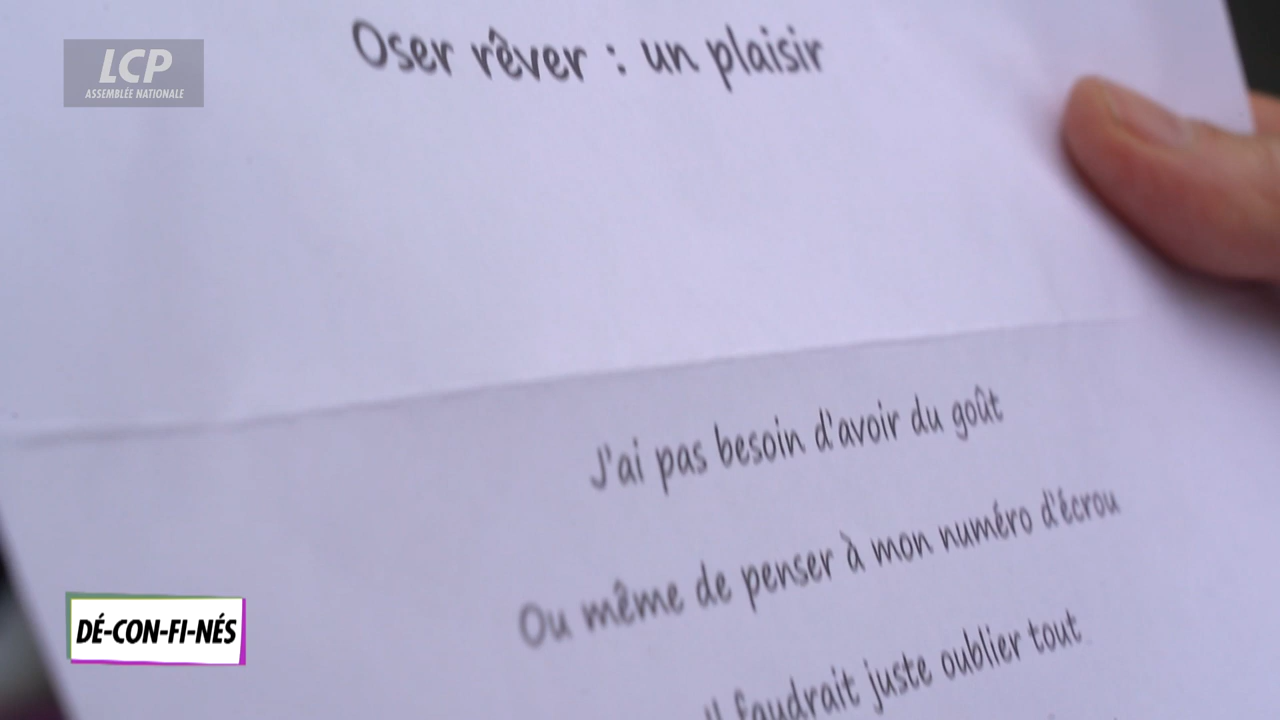 LCP
ASSEMBLÉE NATIONALE
Oser rêver : un plaisir
J'ai pas besoin d'avoir du goût
Ou même de penser à mon numéro d'écrou
Il faudrait juste oublier tout
DÉ-CON-FI-NÉS